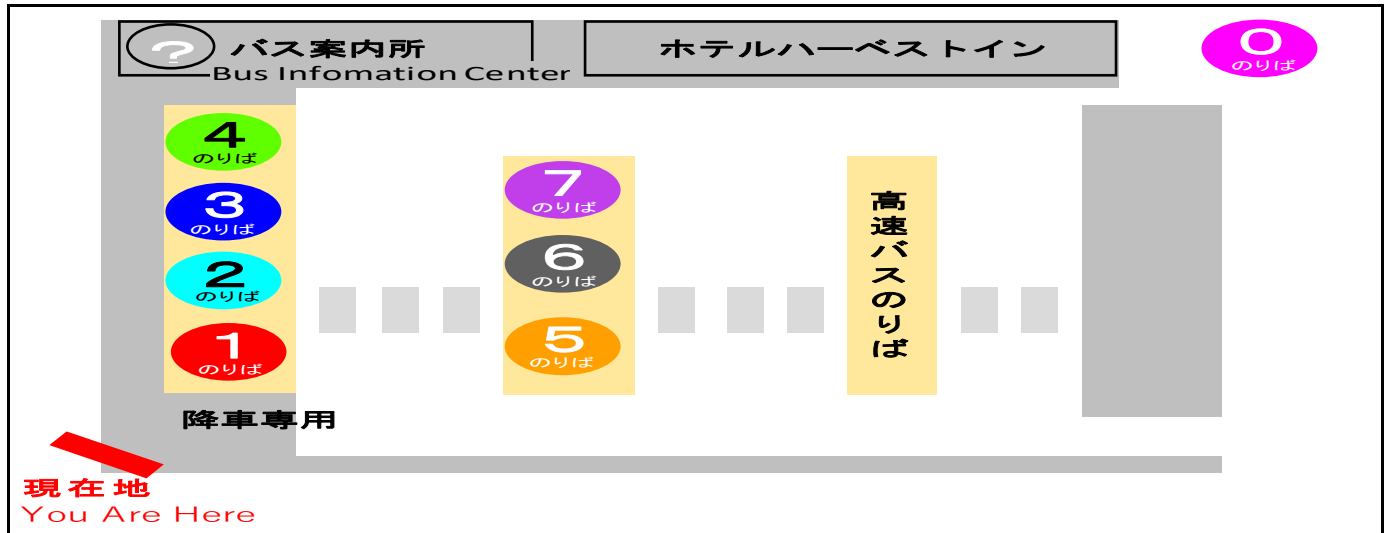 ?
バス案内所
Bus Infomation Center
ホテルハーベストイン
0
のりば
4
のりば
3
のりば
2
のりば
1
のりば
降車専用
7
のりば
6
のりば
5
のりば
高速バスのりば
現在地
You Are Here